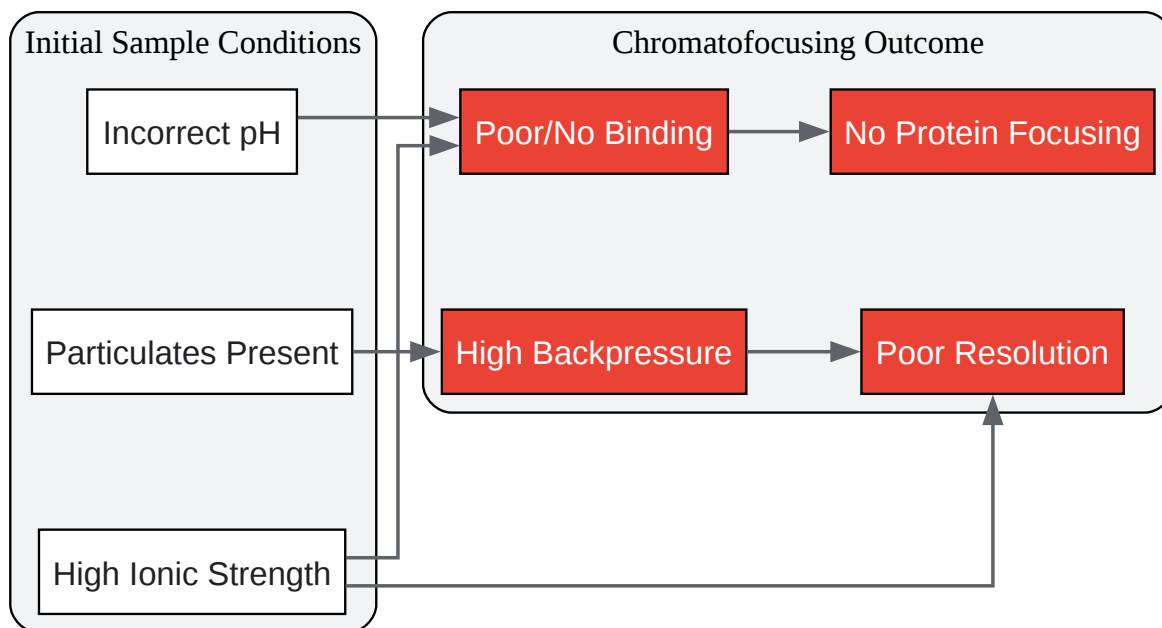 Initial Sample Conditions
Chromatofocusing Outcome
Incorrect pH
Poor/No Binding
No Protein Focusing
Particulates Present
High Backpressure
Poor Resolution
High Ionic Strength